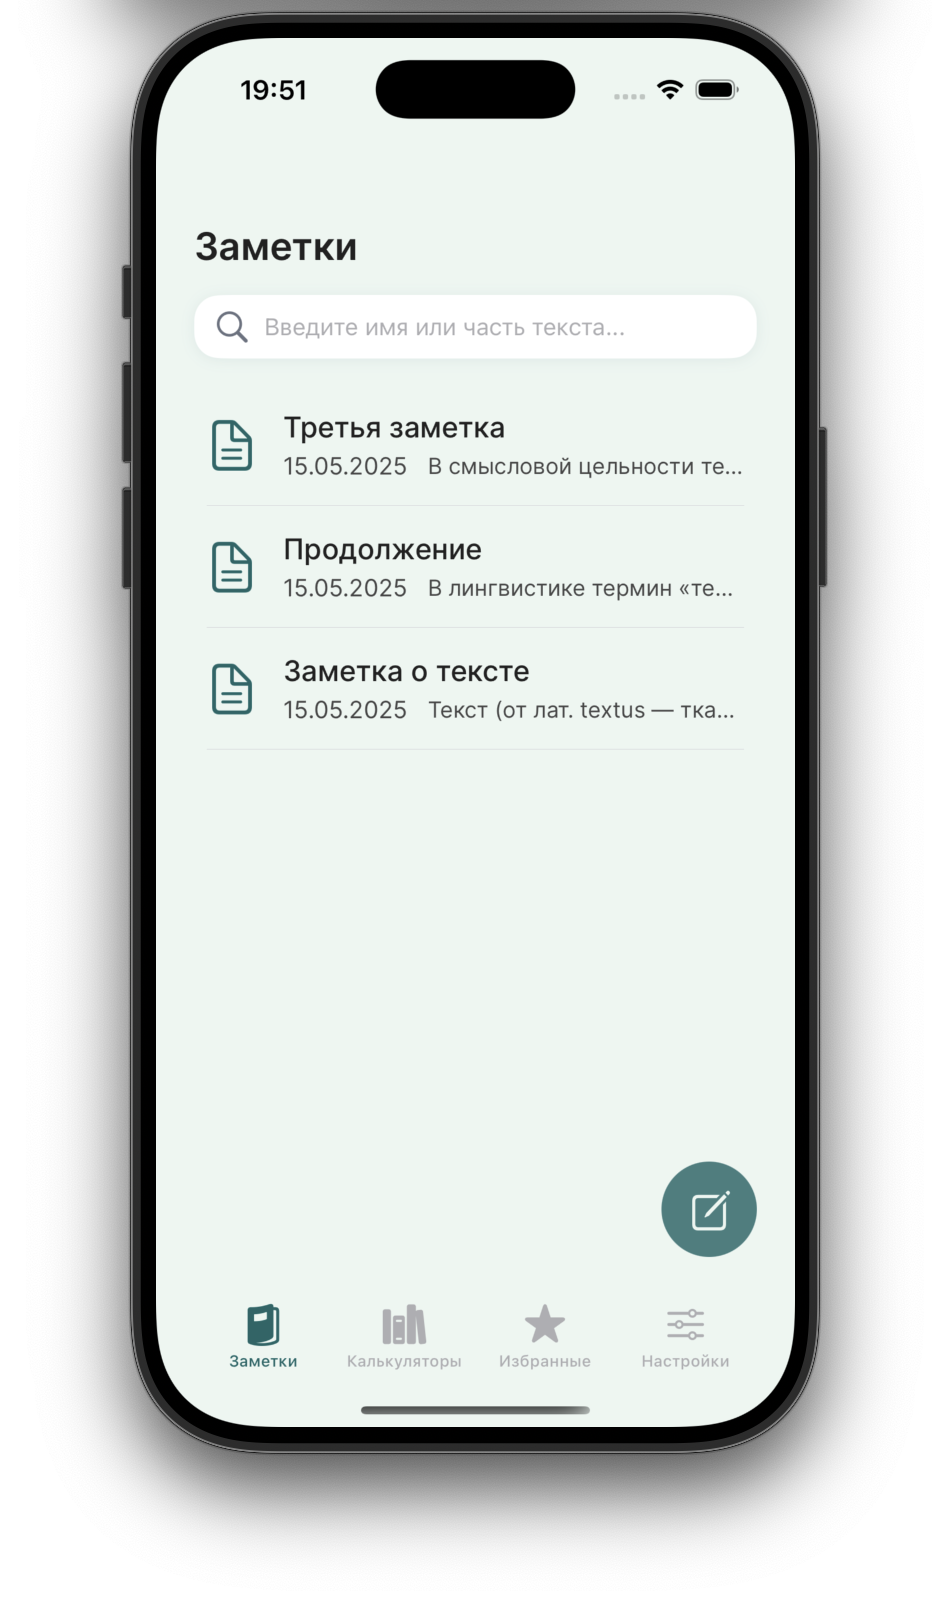 19:51
Заметки
Введите имя или часть текста...
Третья заметка
15.05.2025 В смысловой цельности те...
Продолжение
15.05.2025 В лингвистике термин «те...
Заметка о тексте
15.05.2025 Текст (от лат. textus — тка...
Заметки Калькуляторы Избранные Настройки